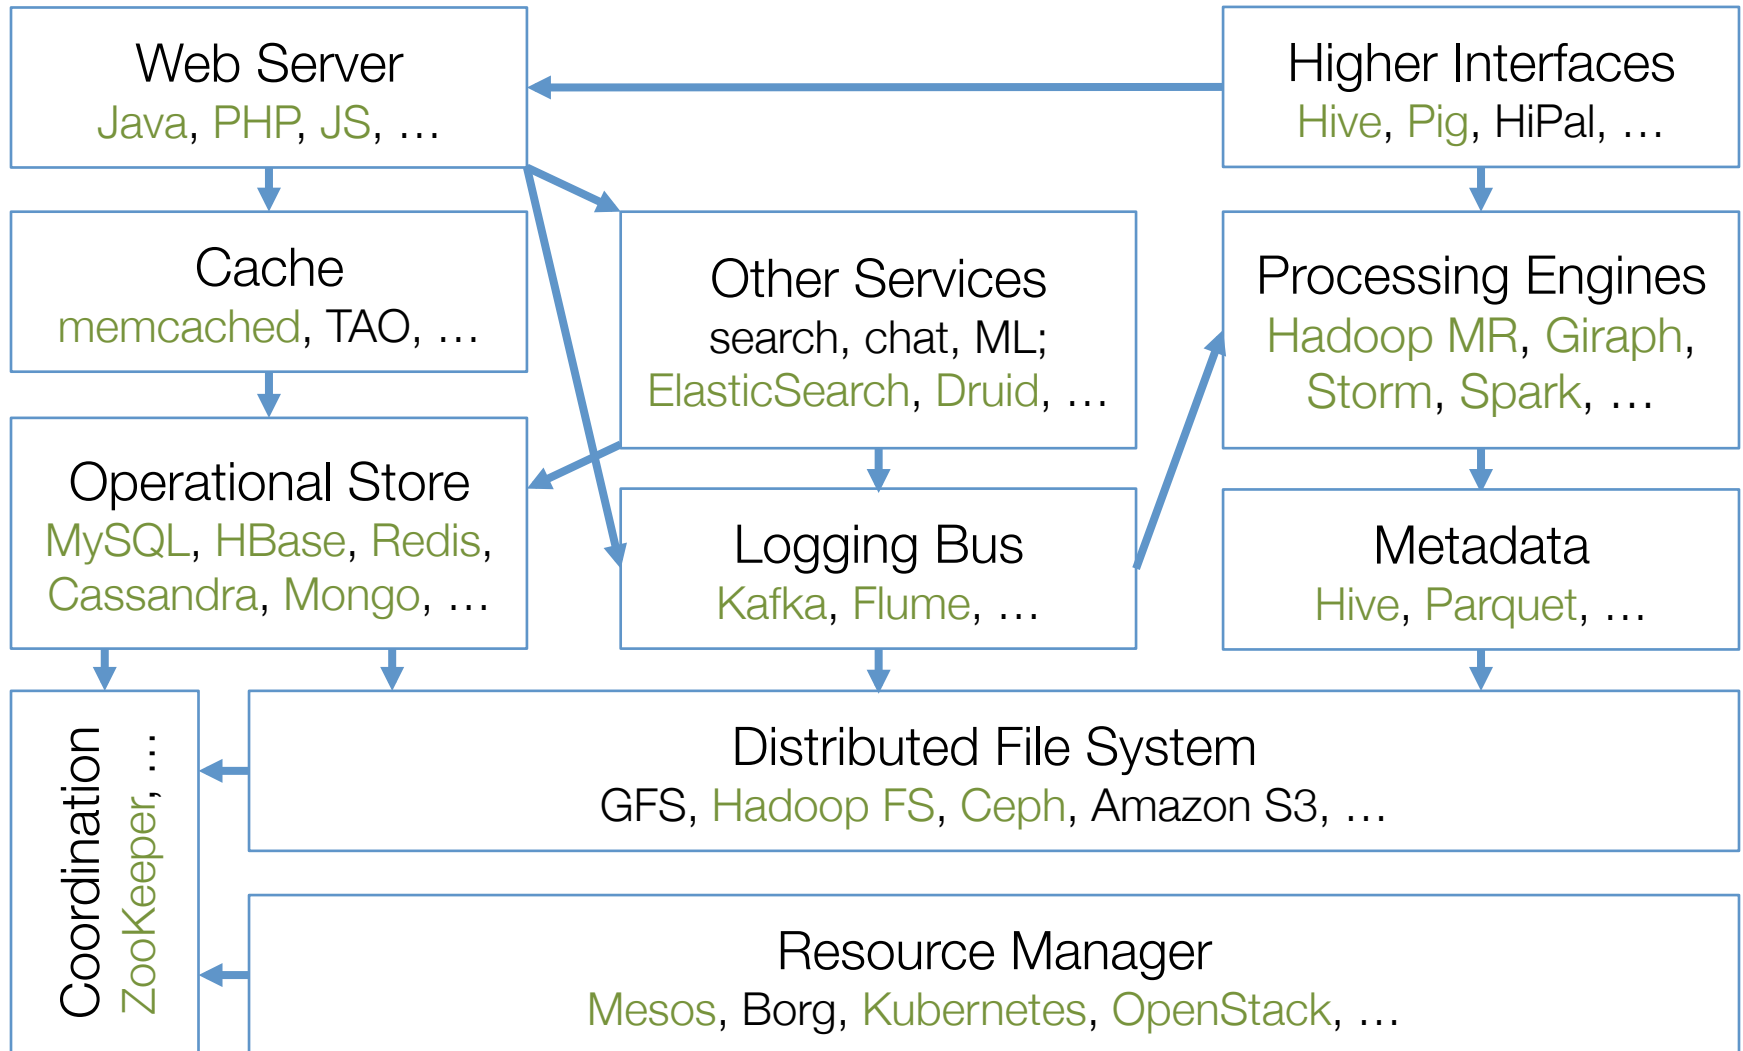 Web Server
Java, PHP, JS, …
Higher Interfaces
Hive, Pig, HiPal, …
Cache
memcached, TAO, …
Other Services
search, chat, ML;
ElasticSearch, Druid, …
Processing Engines
Hadoop MR, Giraph,
Storm, Spark, …
Operational Store
MySQL, HBase, Redis,
Cassandra, Mongo, …
Logging Bus
Kafka, Flume, …
Metadata
Hive, Parquet, …
Coordination
ZooKeeper, …
Distributed File System
GFS, Hadoop FS, Ceph, Amazon S3, …
Resource Manager
Mesos, Borg, Kubernetes, OpenStack, …